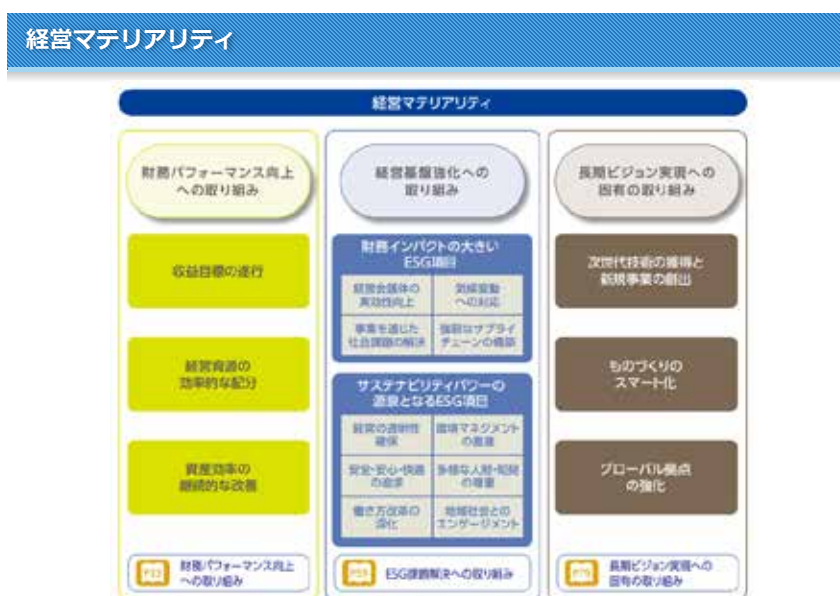 経営マテリアリティ
経営マテリアリティ
財務パフォーマンス向上
への取り組み
収益目標の遂行
経営資源の
効率的な配分
資産効率の
継続的な改善
財務パフォーマンス向上
への取り組み
経営基盤強化への
取り組み
財務インパクトの大きい
ESG項目
経営会議体の
実効性向上
気候変動
への対応
事業を通じた
社会課題の解決
強靭なサプライ
チェーンの構築
サステナビリティパワーの
源泉となるESG項目
経営の透明性
確保
環境マネジメント
の推進
安全・安心・快適
の追求
多様な人財・知見
の尊重
働き方改革の
深化
地域社会との
エンゲージメント
ESG課題解決への取り組み
長期ビジョン実現への
固有の取り組み
次世代技術の獲得と
新規事業の創出
ものづくりの
スマート化
グローバル拠点
の強化
長期ビジョン実現への
固有の取り組み